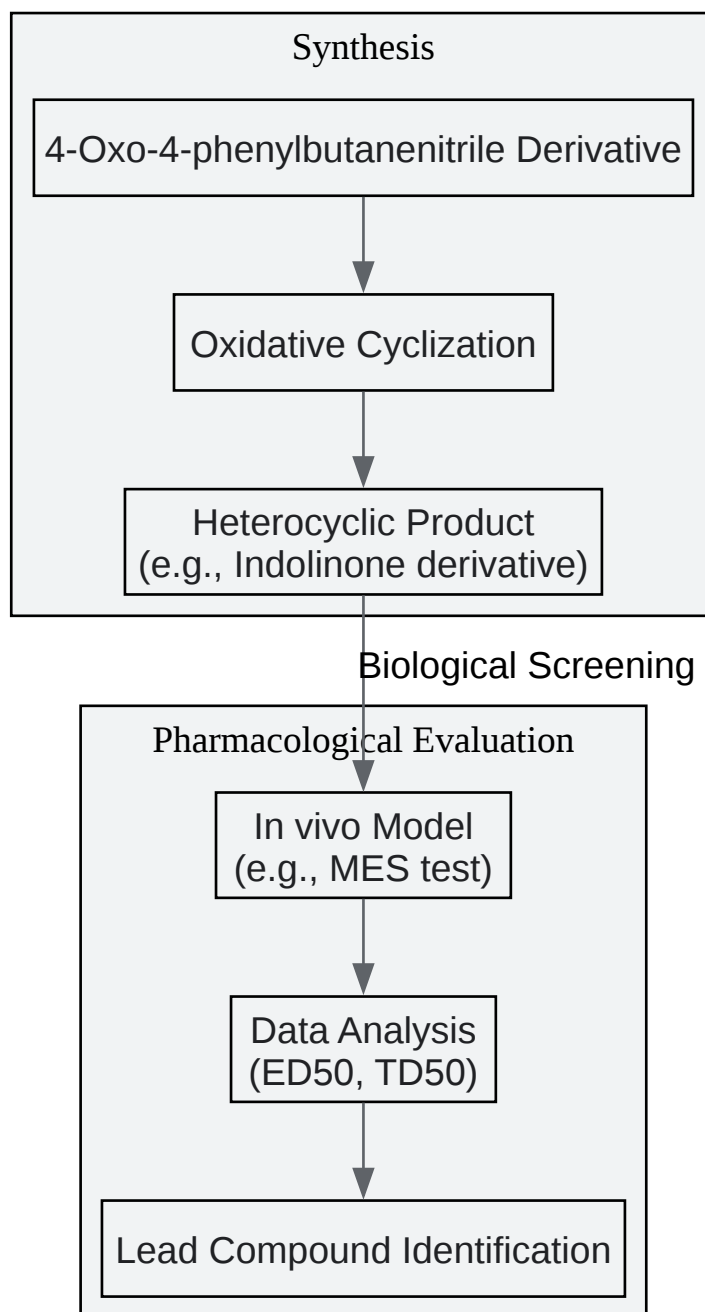 Synthesis
4-Oxo-4-phenylbutanenitrile Derivative
Oxidative Cyclization
Heterocyclic Product
(e.g., Indolinone derivative)
Biological Screening
Pharmacological Evaluation
In vivo Model
(e.g., MES test)
Data Analysis
(ED50, TD50)
Lead Compound Identification